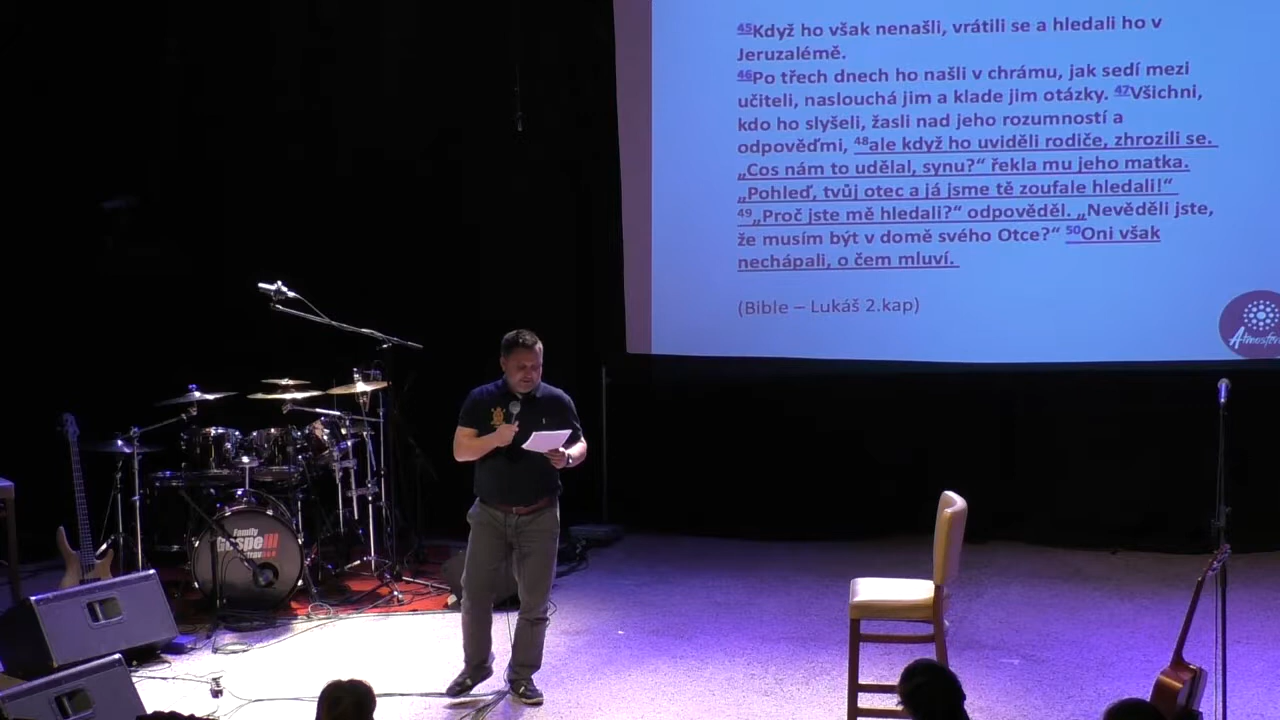 45Když ho však nenašli, vrátili se a hledali ho v
Jeruzalémě.
46Po třech dnech ho našli v chrámu, jak sedí mezi
učiteli, naslouchá jim a klade jim otázky. 47Všichni,
kdo ho slyšeli, žasli nad jeho rozumností a
odpověďmi, 48ale když ho uviděli rodiče, zhrozili se.
„Cos nám to udělal, synu?“ řekla mu jeho matka.
„Pohleď, tvůj otec a já jsme tě zoufale hledali!“
49„Proč jste mě hledali?“ odpověděl. „Nevěděli jste,
že musím být v domě svého Otce?“ 50Oni však
nechápali, o čem mluví.
(Bible – Lukáš 2.kap)
Family